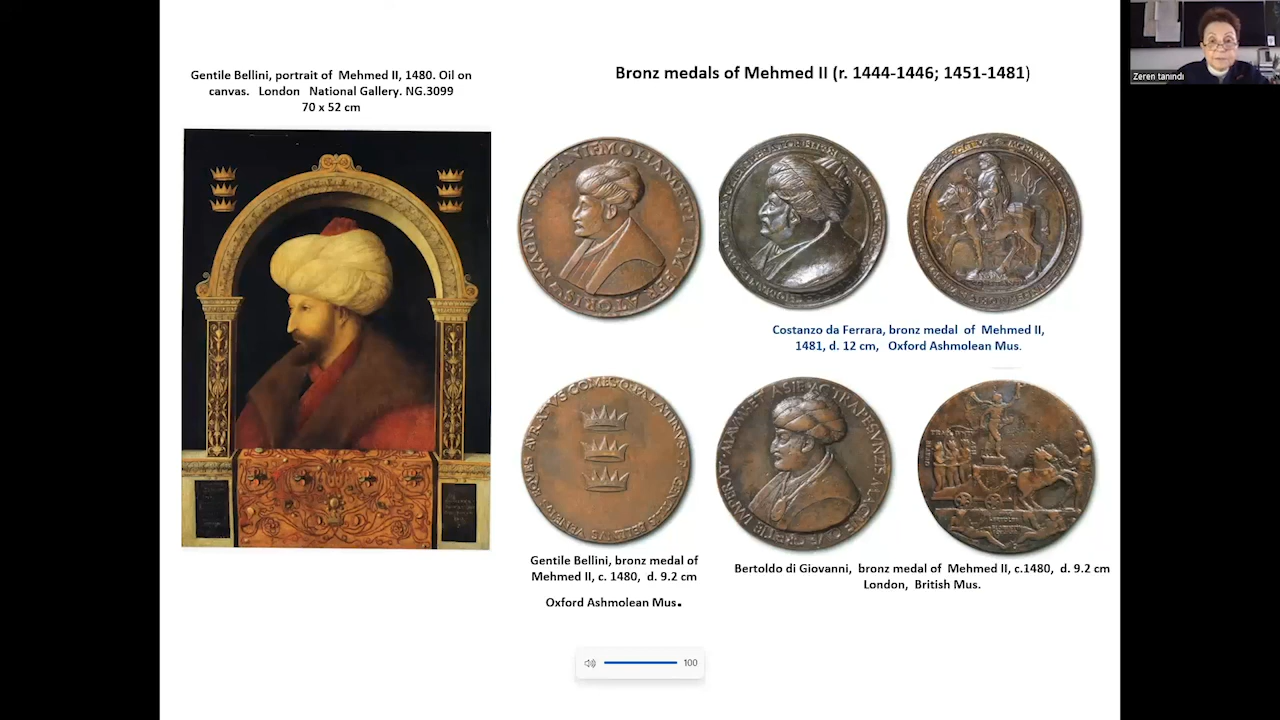 Gentile Bellini, portrait of Mehmed II, 1480. Oil on
canvas. London National Gallery. NG.3099
70 x 52 cm
Bronz medals of Mehmed II (r. 1444-1446; 1451-1481)
Zeren tanındı
Costanzo da Ferrara, bronz medal of Mehmed II,
1481, d. 12 cm, Oxford Ashmolean Mus.
Gentile Bellini, bronz medal of
Mehmed II, c. 1480, d. 9.2 cm
Oxford Ashmolean Mus.
Bertoldo di Giovanni, bronz medal of Mehmed II, c.1480, d. 9.2 cm
London, British Mus.
100